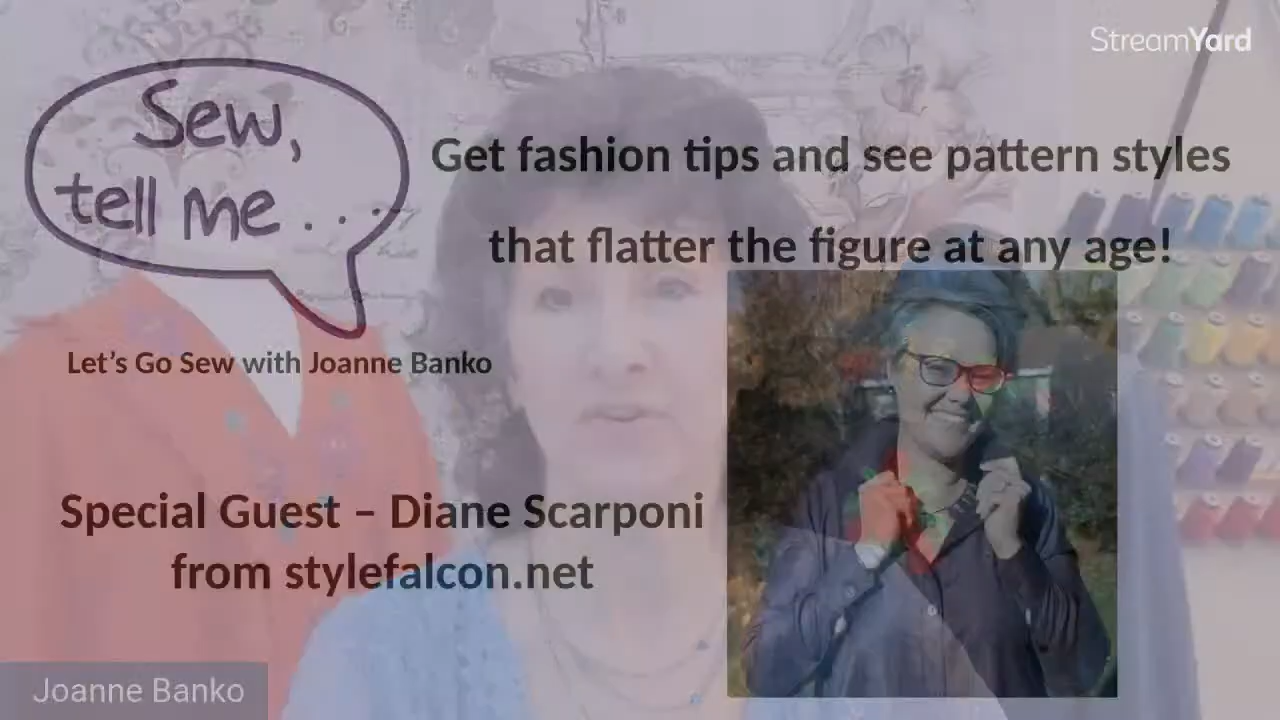 StreamYard
Sew,
tell me...
Get fashion tips and see pattern styles
that flatter the figure at any age!
Let's Go Sew with Joanne Banko
Special Guest – Diane Scarponi
from stylefalcon.net
Joanne Banko